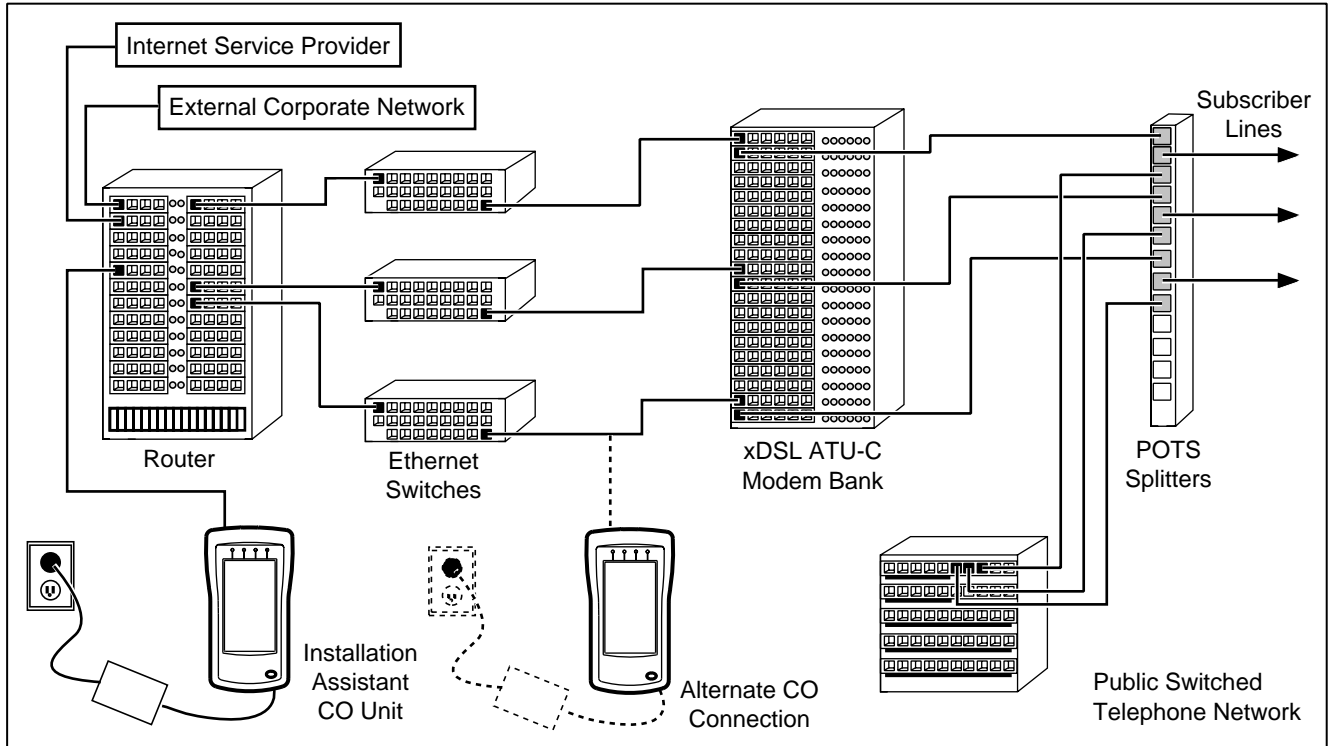 Internet Service Provider
External Corporate Network
Subscriber
Lines
Router
Ethernet
Switches
xDSL ATU-C
Modem Bank
POTS
Splitters
Installation
Assistant
CO Unit
Alternate CO
Connection
Public Switched
Telephone Network